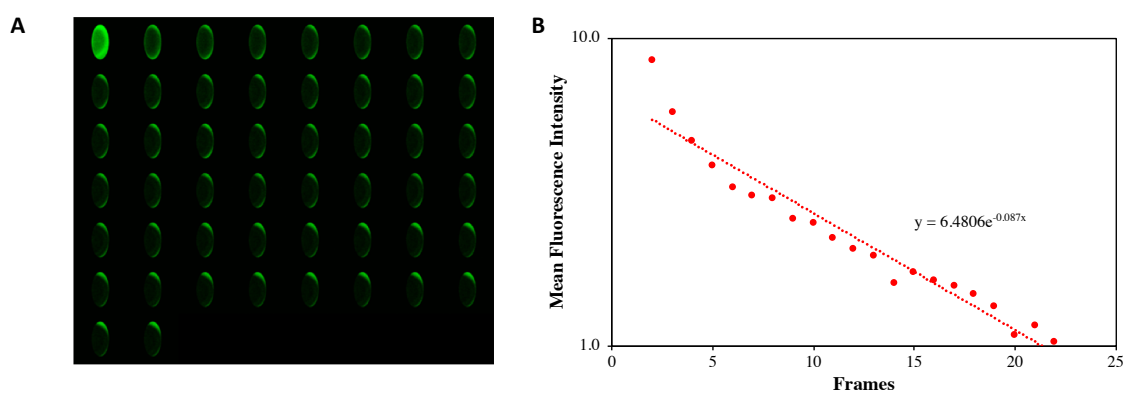 A
B
10.0
Mean Fluorescence Intensity
y = 6.4806e^-0.087x
1.0
0 5 10 15 20 25
Frames